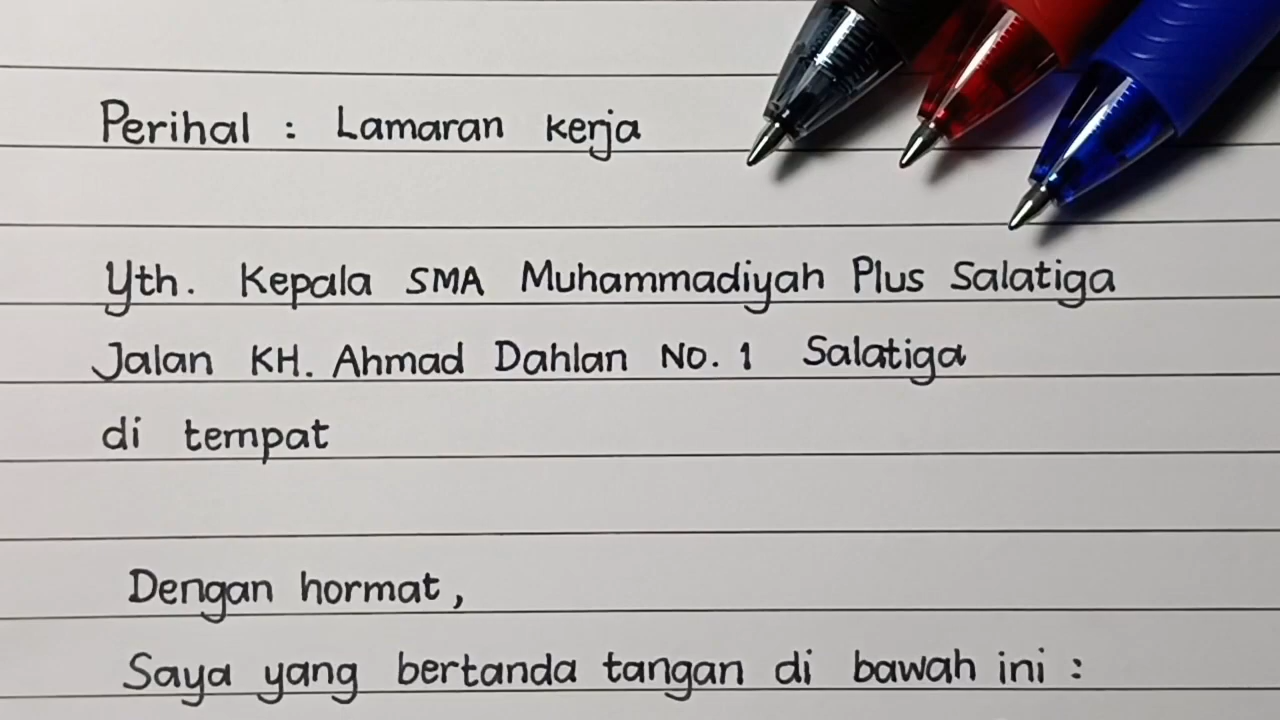 Perihal : Lamaran kerja
Yth. Kepala SMA Muhammadiyah Plus Salatiga
Jalan KH. Ahmad Dahlan No. 1 Salatiga
di tempat
Dengan hormat,
Saya yang bertanda tangan di bawah ini :